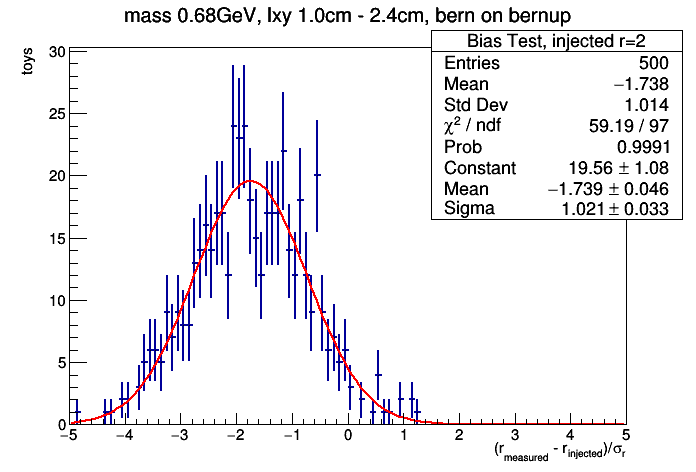 mass 0.68GeV, lxy 1.0cm - 2.4cm, bern on bernup
Bias Test, injected r=2
Entries 500
Mean −1.738
Std Dev 1.014
χ² / ndf 59.19 / 97
Prob 0.9991
Constant 19.56 ± 1.08
Mean −1.739 ± 0.046
Sigma 1.021 ± 0.033
toys
30
25
20
15
10
5
0
−5 −4 −3 −2 −1 0 1 2 3 4 5
(r_measured - r_injected)/σ_r